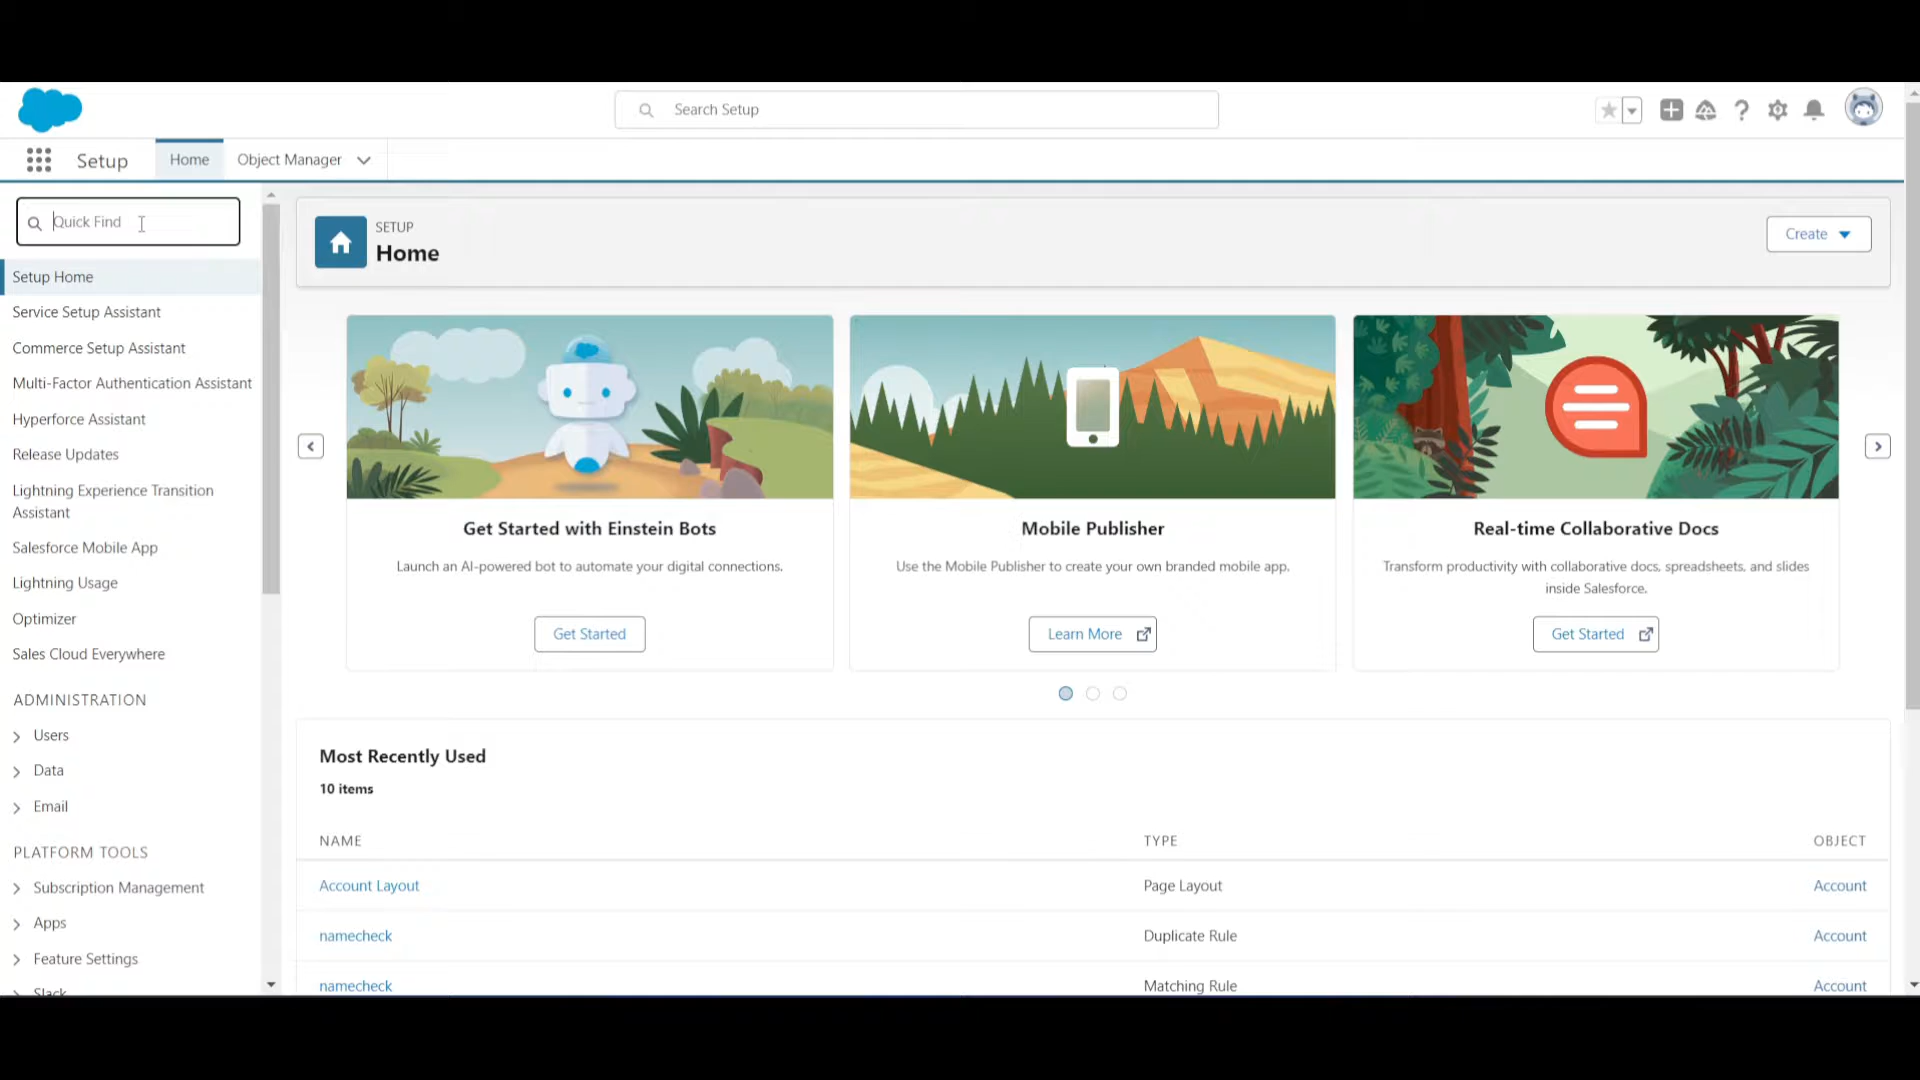 Search Setup
Setup
Home
Object Manager
Quick Find
Setup Home
Service Setup Assistant
Commerce Setup Assistant
Multi-Factor Authentication Assistant
Hyperforce Assistant
Release Updates
Lightning Experience Transition
Assistant
Salesforce Mobile App
Lightning Usage
Optimizer
Sales Cloud Everywhere
ADMINISTRATION
Users
Data
Email
PLATFORM TOOLS
Subscription Management
Apps
Feature Settings
Slack
SETUP
Home
Create
Get Started with Einstein Bots
Launch an AI-powered bot to automate your digital connections.
Get Started
Mobile Publisher
Use the Mobile Publisher to create your own branded mobile app.
Learn More
Real-time Collaborative Docs
Transform productivity with collaborative docs, spreadsheets, and slides
inside Salesforce.
Get Started
Most Recently Used
10 items
NAME TYPE OBJECT
Account Layout Page Layout Account
namecheck Duplicate Rule Account
namecheck Matching Rule Account